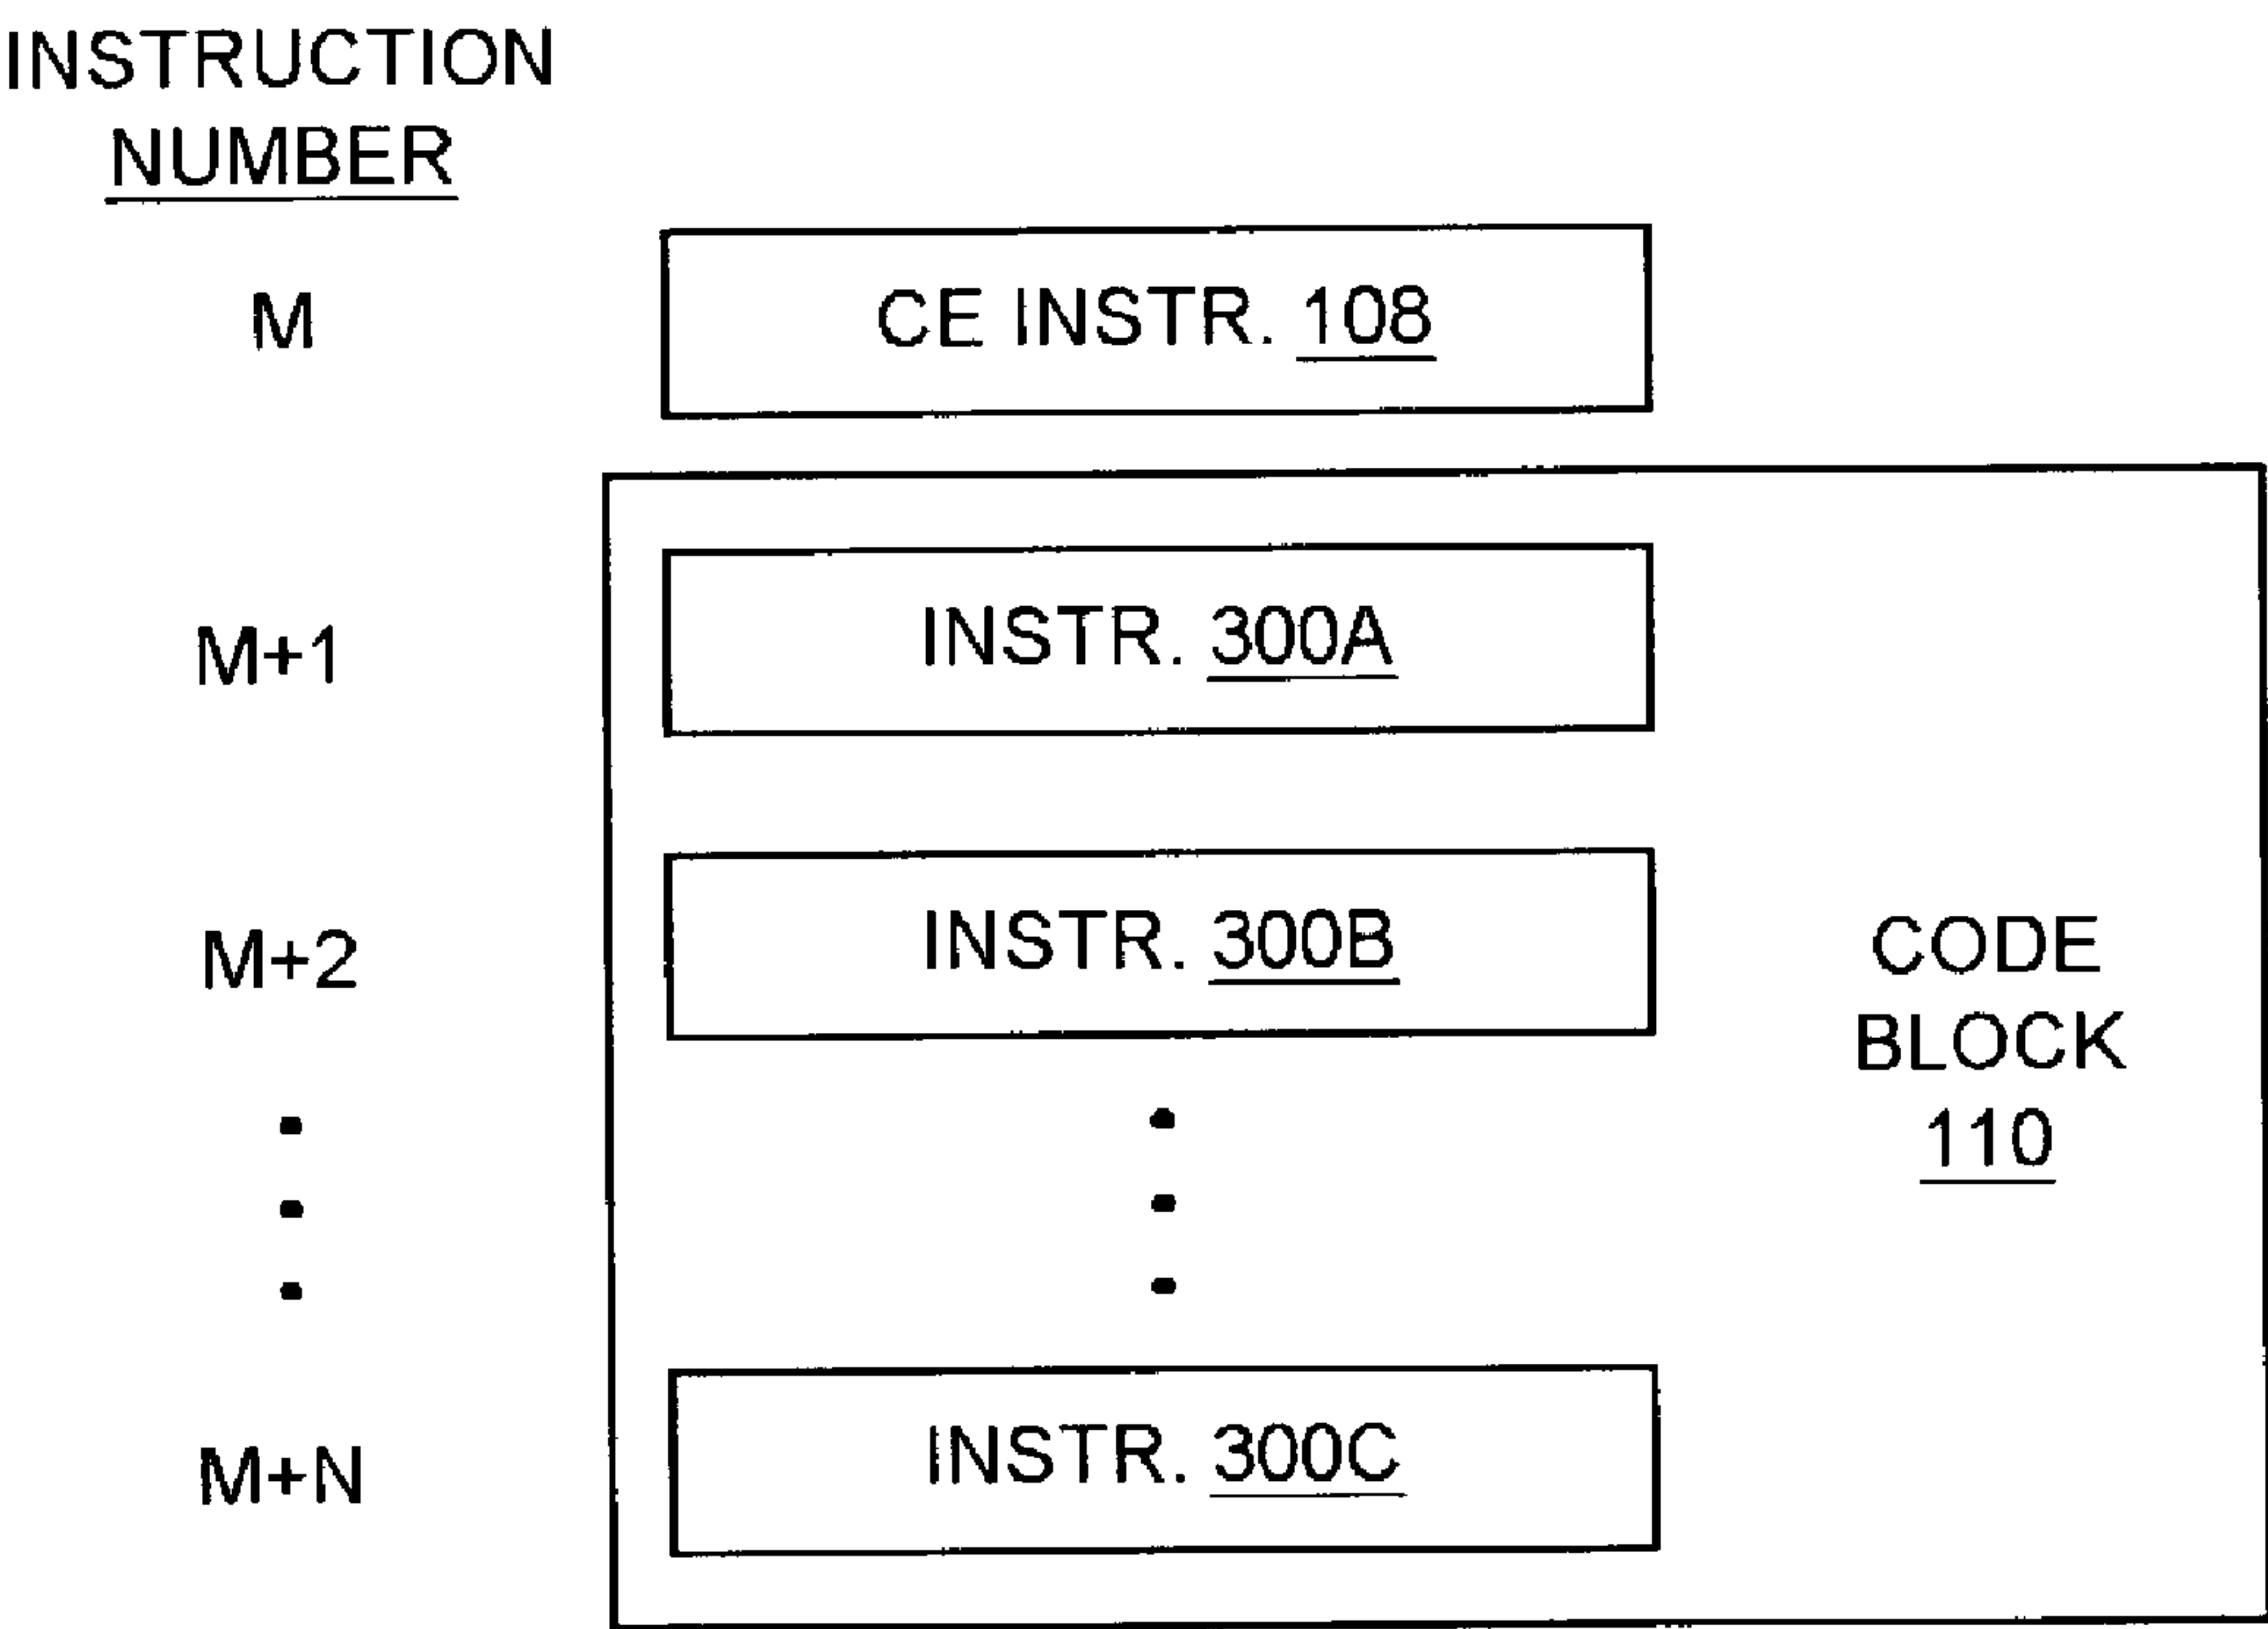 INSTRUCTION
NUMBER
M
CE INSTR. 108
M+1
INSTR. 300A
M+2
INSTR. 300B
CODE
BLOCK
110
M+N
INSTR. 300C